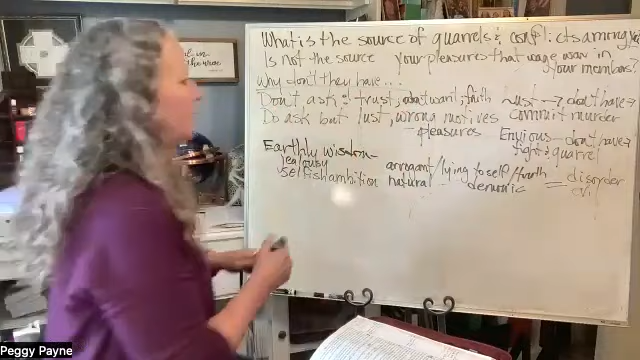 What is the source of quarrels & conflicts among you?
Is not the source your pleasures that wage war in
your members?
Why don't they have...
Don't ask = trust, want, faith Lust → don't have →
Do ask but lust, wrong motives commit murder
- pleasures Envious - don't have →
fight & quarrel
Earthly wisdom
jealousy arrogant/lying to self/truth
selfish ambition natural demonic = disorder
evil
Peggy Payne